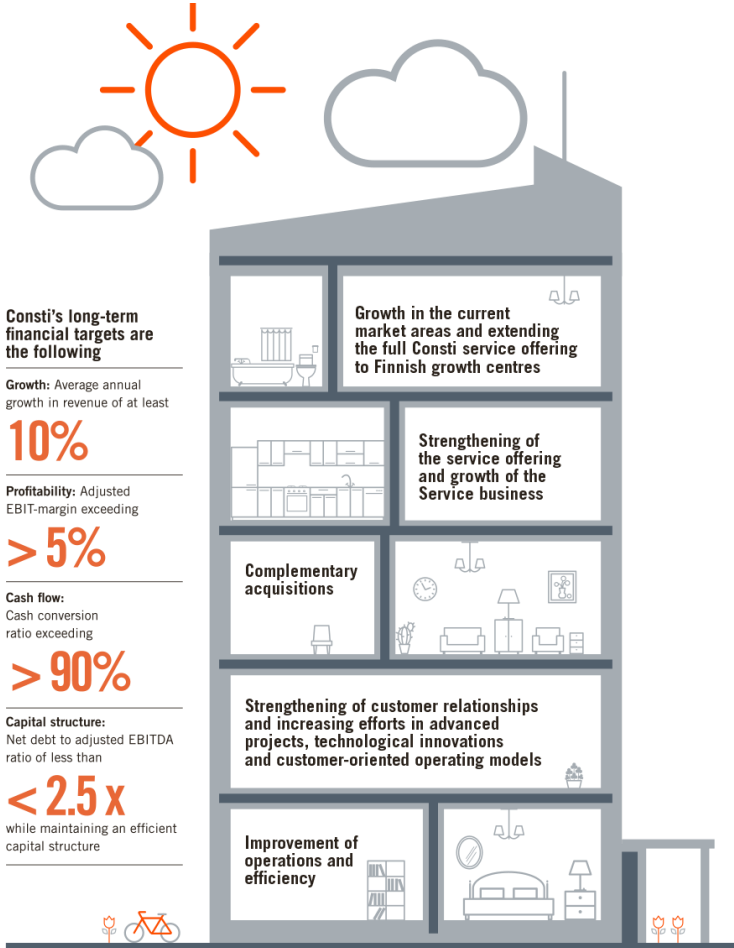 Consti's long-term
financial targets are
the following
Growth: Average annual
growth in revenue of at least
10%
Profitability: Adjusted
EBIT-margin exceeding
> 5%
Cash flow:
Cash conversion
ratio exceeding
> 90%
Capital structure:
Net debt to adjusted EBITDA
ratio of less than
< 2.5 x
while maintaining an efficient
capital structure
Growth in the current
market areas and extending
the full Consti service offering
to Finnish growth centres
Strengthening of
the service offering
and growth of the
Service business
Complementary
acquisitions
Strengthening of customer relationships
and increasing efforts in advanced
projects, technological innovations
and customer-oriented operating models
Improvement of
operations and
efficiency